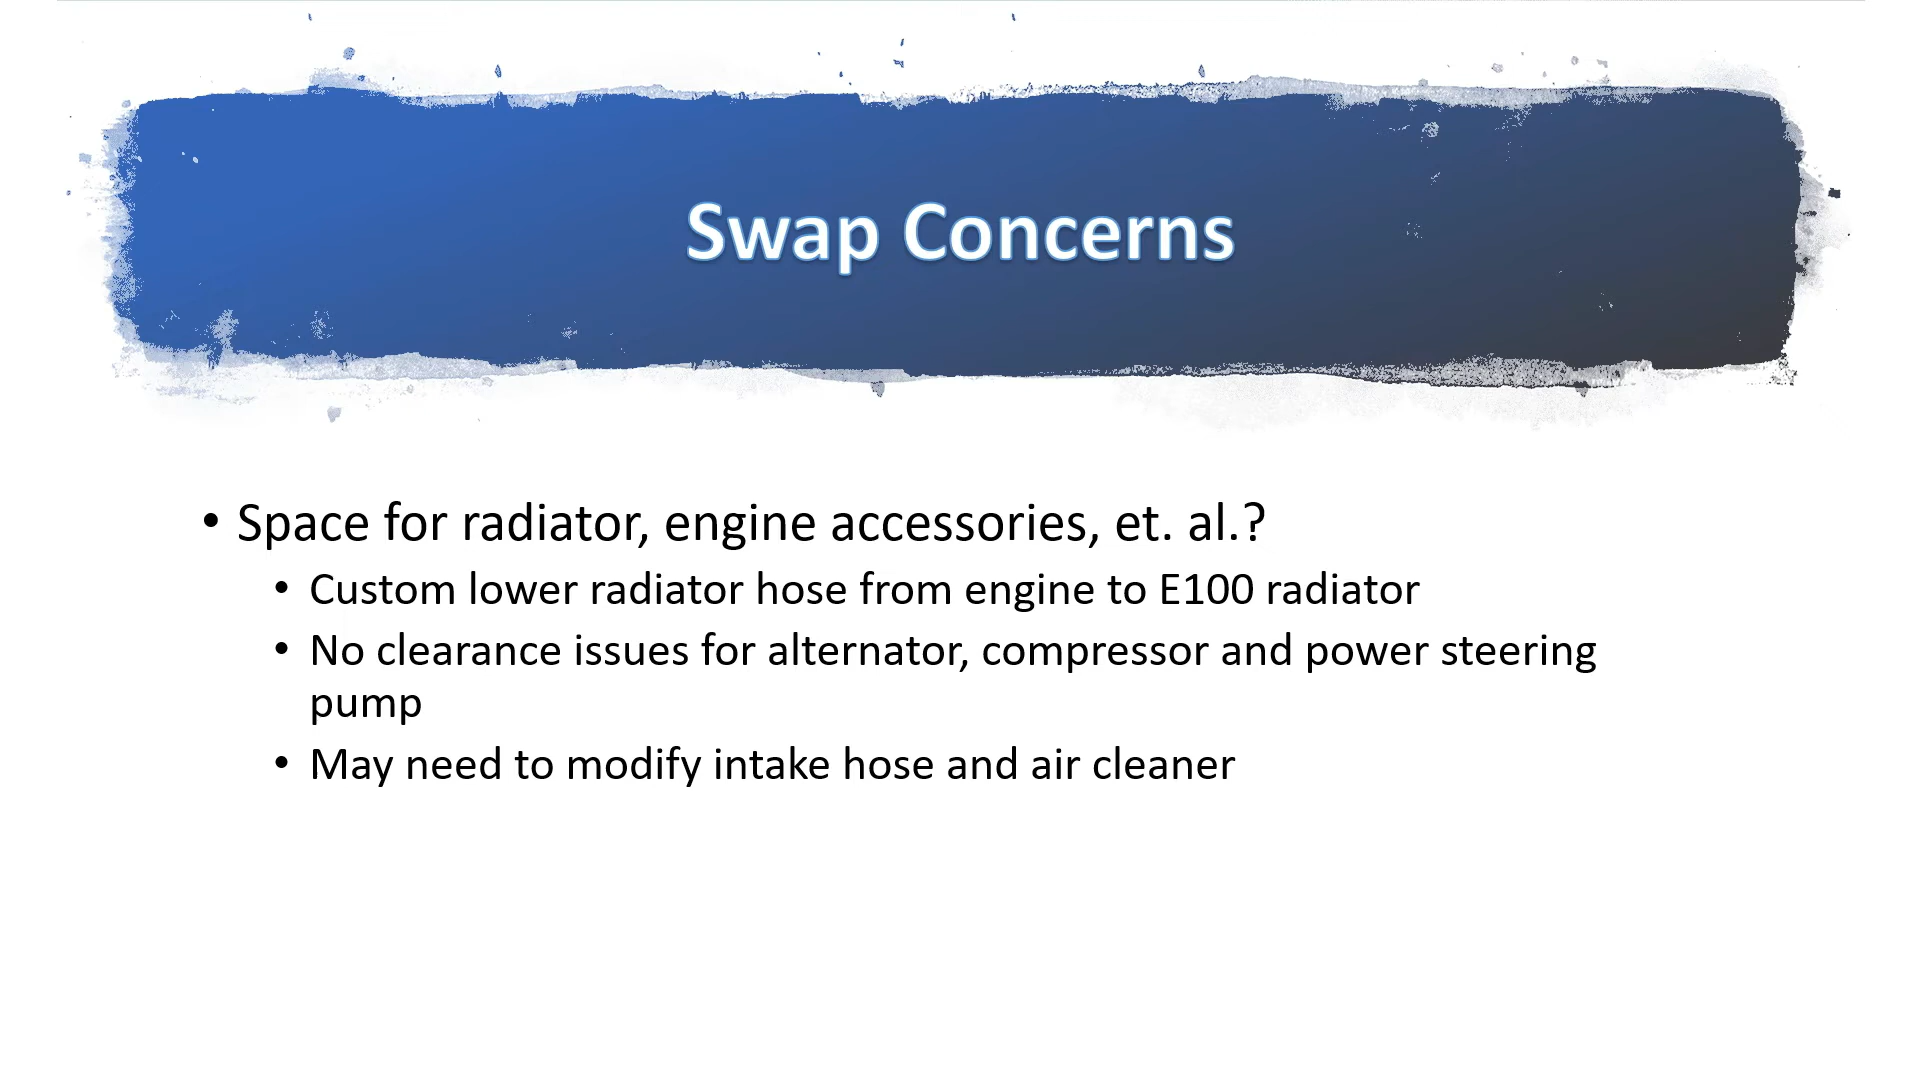 Swap Concerns
• Space for radiator, engine accessories, et. al.?
• Custom lower radiator hose from engine to E100 radiator
• No clearance issues for alternator, compressor and power steering
pump
• May need to modify intake hose and air cleaner